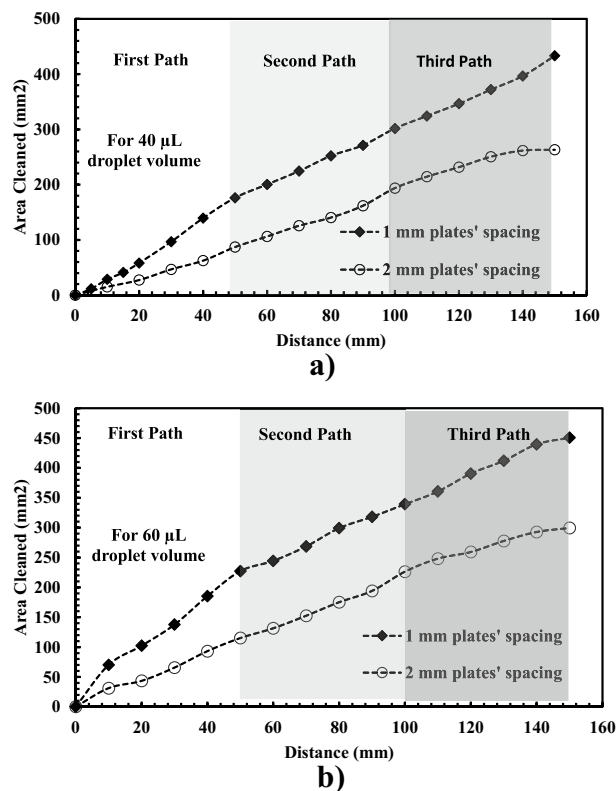 500
400
300
200
100
0
Area Cleaned (mm2)
First Path
Second Path
Third Path
For 40 µL
droplet volume
1 mm plates' spacing
2 mm plates' spacing
0 20 40 60 80 100 120 140 160
Distance (mm)
a)
500
450
400
350
300
250
200
150
100
50
0
Area Cleaned (mm2)
First Path
Second Path
Third Path
For 60 µL
droplet volume
1 mm plates' spacing
2 mm plates' spacing
0 20 40 60 80 100 120 140 160
Distance (mm)
b)